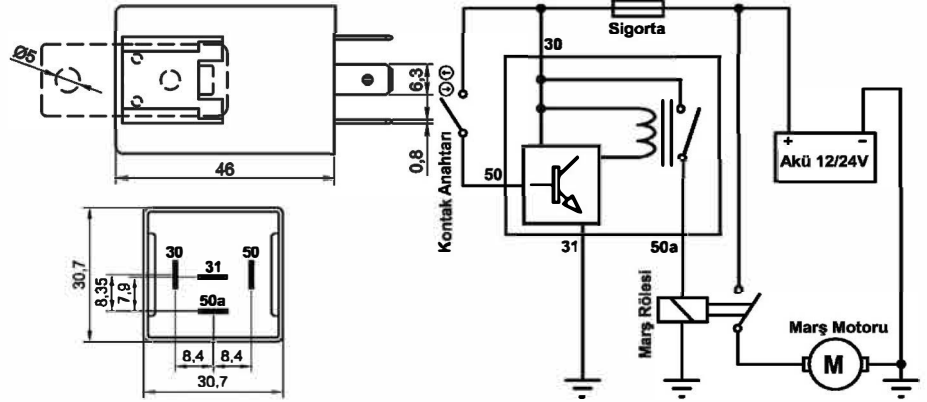 Ø5
46
6,3
0,8
30
31
50
50a
30,7
8,35
7,9
8,4
8,4
30,7
Sigorta
30
Kontak Anahtarı
50
31
50a
+
−
Akü 12/24V
Marş Rölesi
Marş Motoru
M